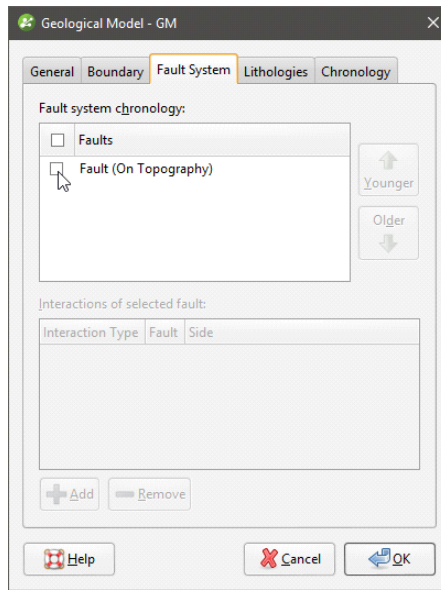 Geological Model - GM
General Boundary Fault System Lithologies Chronology
Fault system chronology:
Faults
Fault (On Topography)
Younger
Older
Interactions of selected fault:
Interaction Type Fault Side
Add Remove
Help Cancel OK